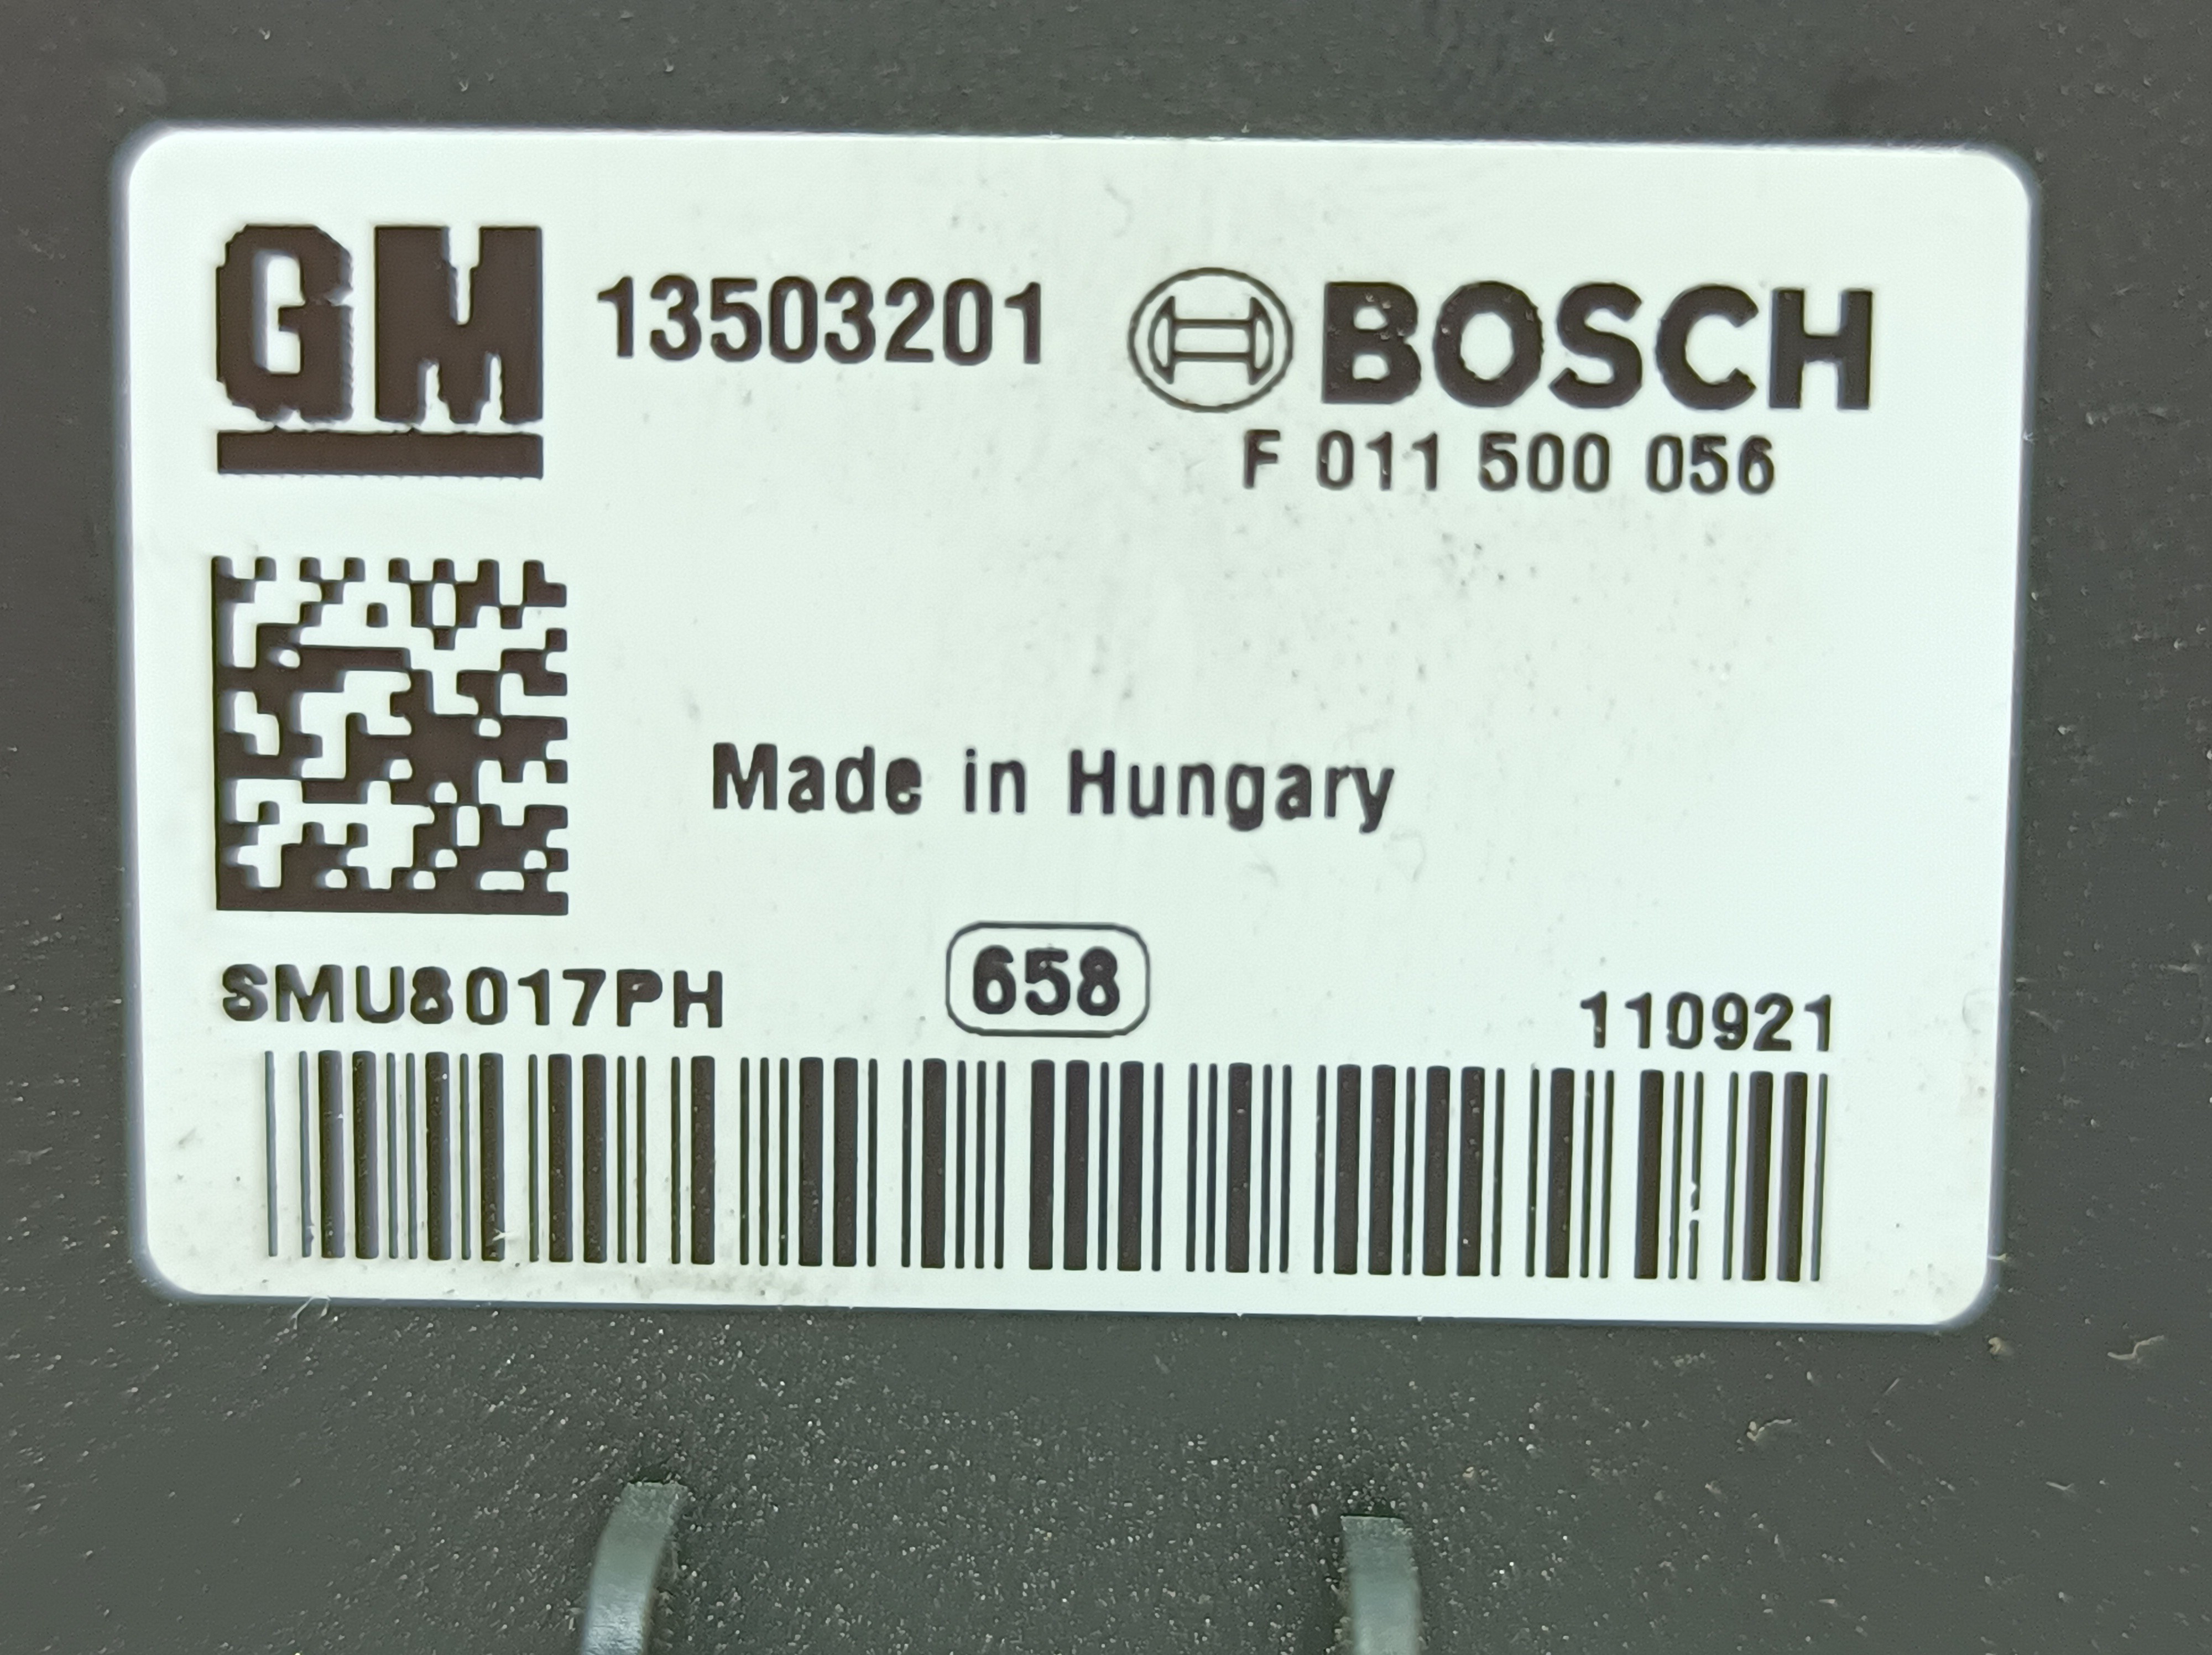 GM 13503201 BOSCH
F 011 500 056
Made in Hungary
SMU8017PH 658 110921